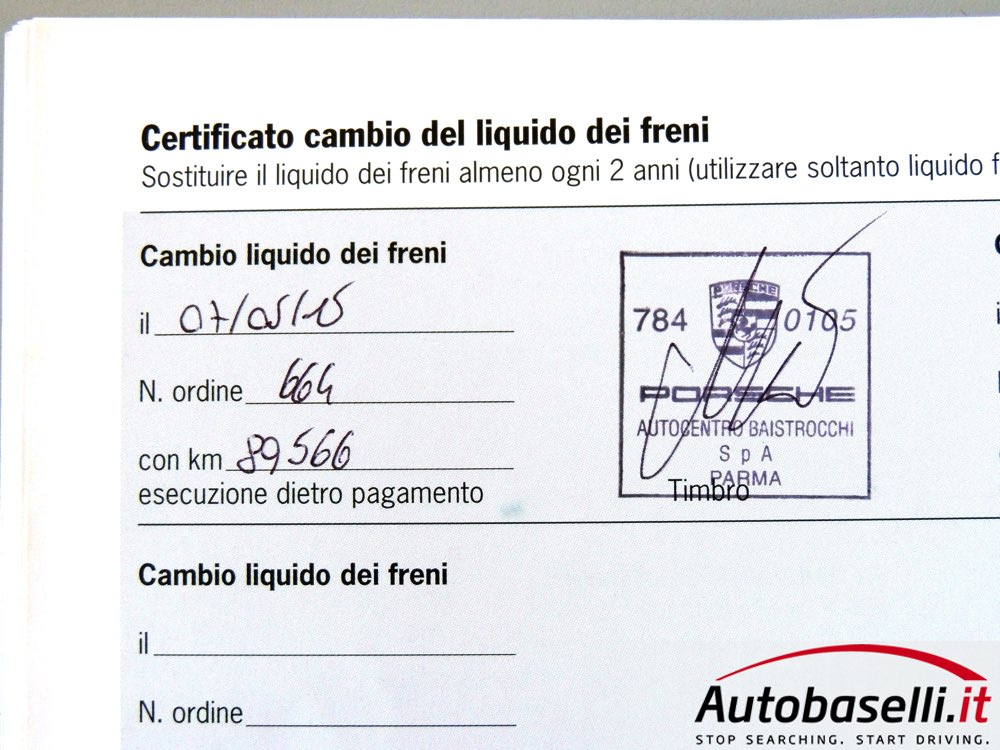 Certificato cambio del liquido dei freni
Sostituire il liquido dei freni almeno ogni 2 anni (utilizzare soltanto liquido f
Cambio liquido dei freni
il 07/05/15
N. ordine 664
con km 89566
esecuzione dietro pagamento
PORSCHE
784 0105
PORSCHE
AUTOCENTRO BAISTROCCHI
S p A
PARMA
Timbro
Cambio liquido dei freni
il
N. ordine
Autobaselli.it
STOP SEARCHING. START DRIVING.